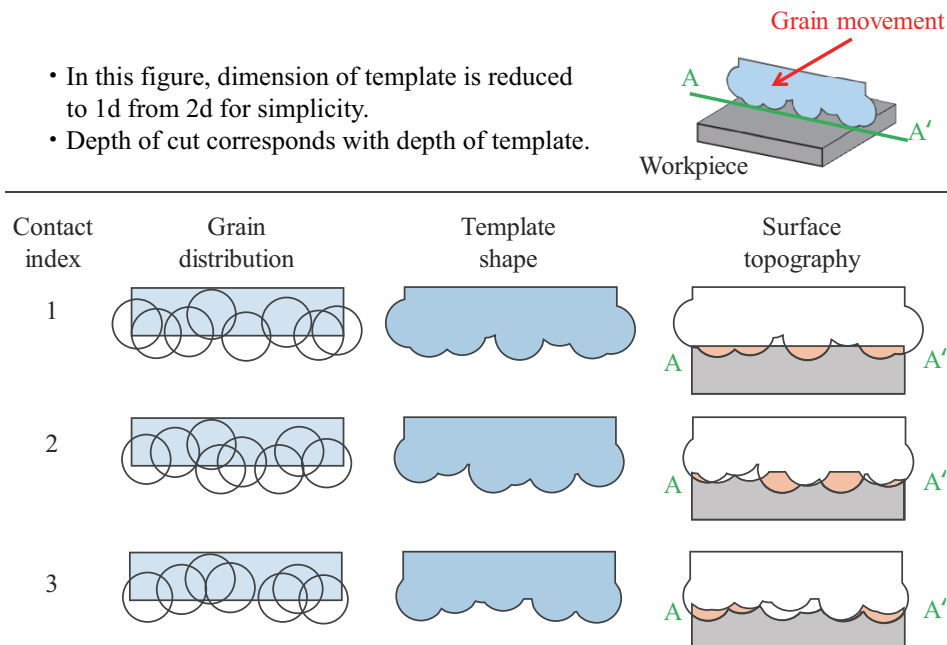 Grain movement
・In this figure, dimension of template is reduced
to 1d from 2d for simplicity.
・Depth of cut corresponds with depth of template.
A
A′
Workpiece
Contact
index
Grain
distribution
Template
shape
Surface
topography
1
A
A′
2
A
A′
3
A
A′